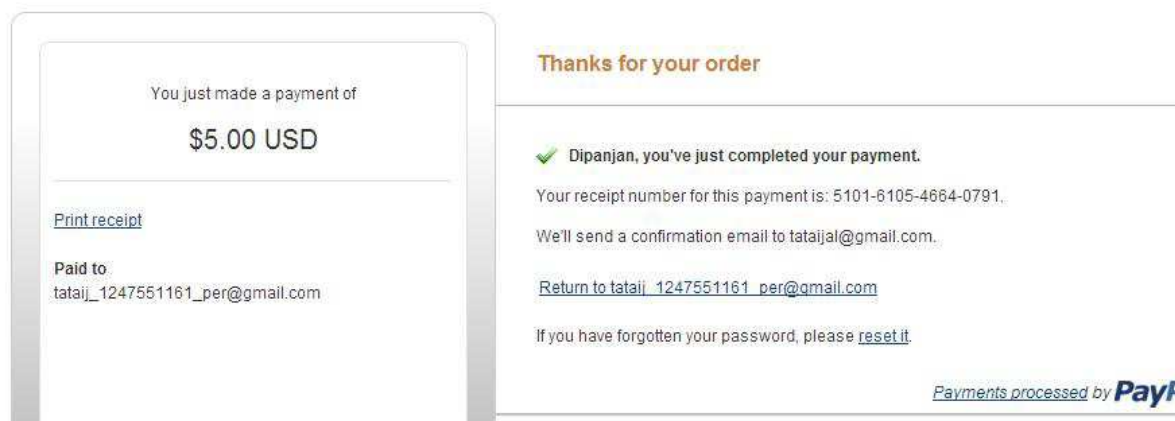 You just made a payment of
$5.00 USD
Print receipt
Paid to
tataij_1247551161_per@gmail.com
Thanks for your order
Dipanjan, you've just completed your payment.
Your receipt number for this payment is: 5101-6105-4664-0791.
We'll send a confirmation email to tataijal@gmail.com.
Return to tataij_1247551161_per@gmail.com
If you have forgotten your password, please reset it.
Payments processed by PayP